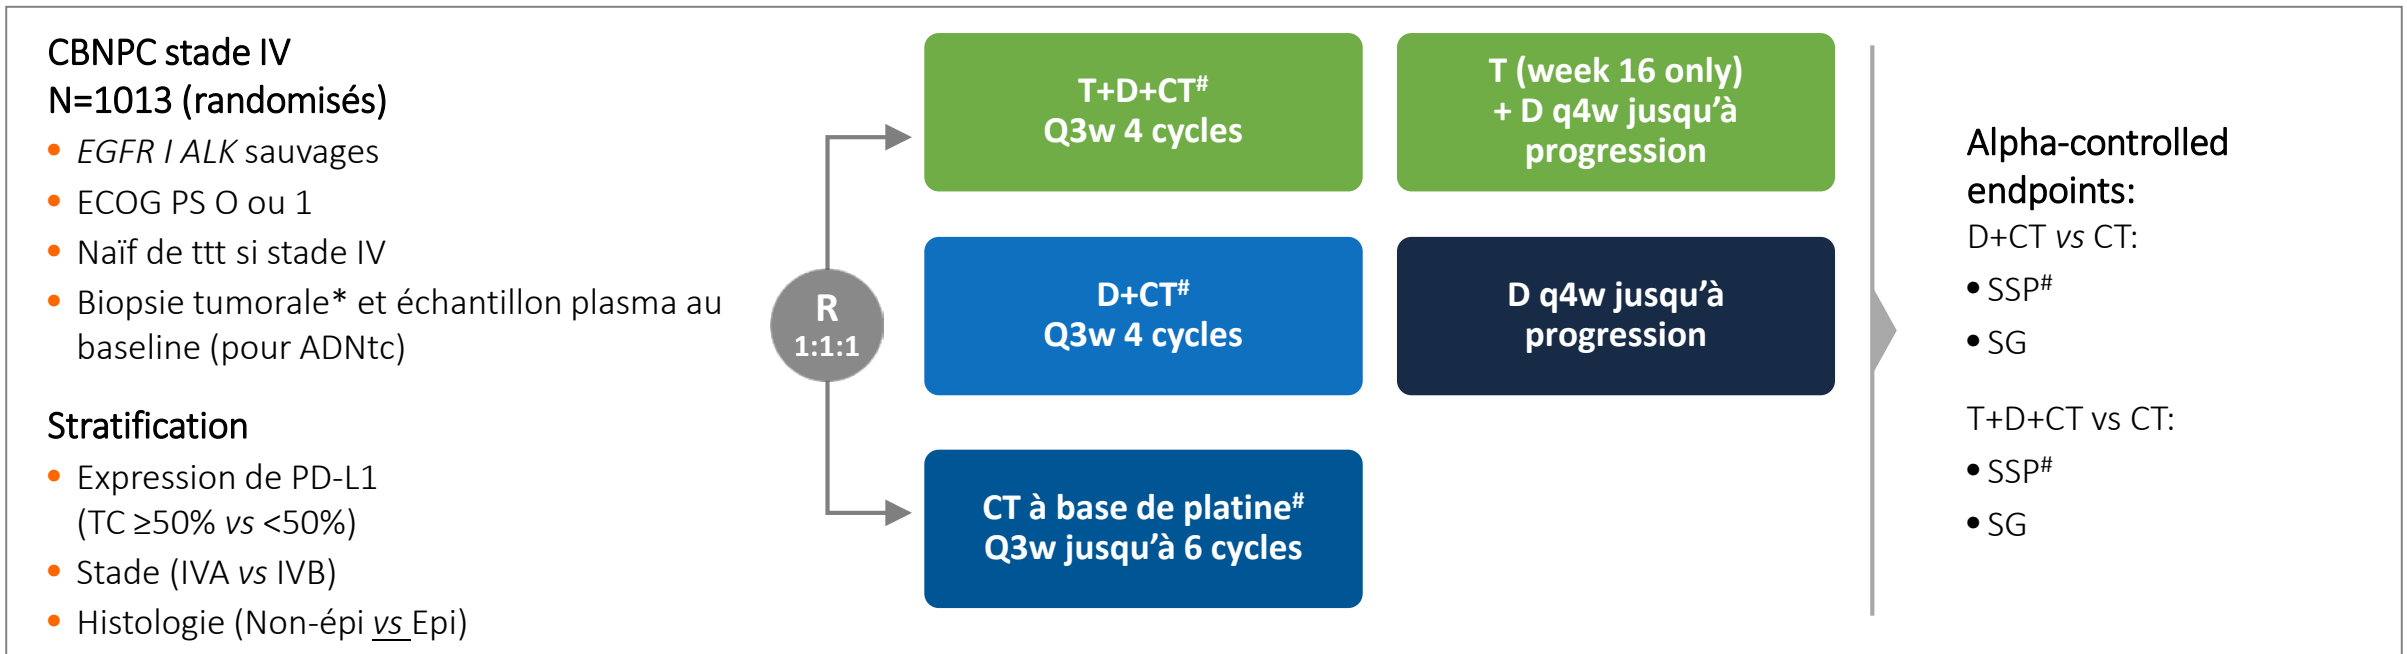 CBNPC stade IV
N=1013 (randomisés)
• EGFR I ALK sauvages
• ECOG PS O ou 1
• Naïf de ttt si stade IV
• Biopsie tumorale* et échantillon plasma au
baseline (pour ADNtc)
Stratification
• Expression de PD-L1
(TC ≥50% vs <50%)
• Stade (IVA vs IVB)
• Histologie (Non-épi vs Epi)
R
1:1:1
T+D+CT#
Q3w 4 cycles
T (week 16 only)
+ D q4w jusqu’à
progression
D+CT#
Q3w 4 cycles
D q4w jusqu’à
progression
CT à base de platine#
Q3w jusqu’à 6 cycles
Alpha-controlled
endpoints:
D+CT vs CT:
• SSP#
• SG
T+D+CT vs CT:
• SSP#
• SG